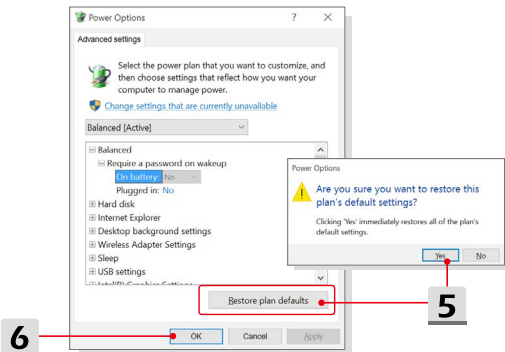 Power Options
?
Advanced settings
Select the power plan that you want to customize, and
then choose settings that reflect how you want your
computer to manage power.
Change settings that are currently unavailable
Balanced [Active]
Balanced
Require a password on wakeup
On battery: No
Plugged in: No
Hard disk
Internet Explorer
Desktop background settings
Wireless Adapter Settings
Sleep
USB settings
Intel(R) Graphics Settings
Restore plan defaults
OK Cancel Apply
Power Options
Are you sure you want to restore this
plan's default settings?
Clicking 'Yes' immediately restores all of the plan's
default settings.
Yes No
5
6